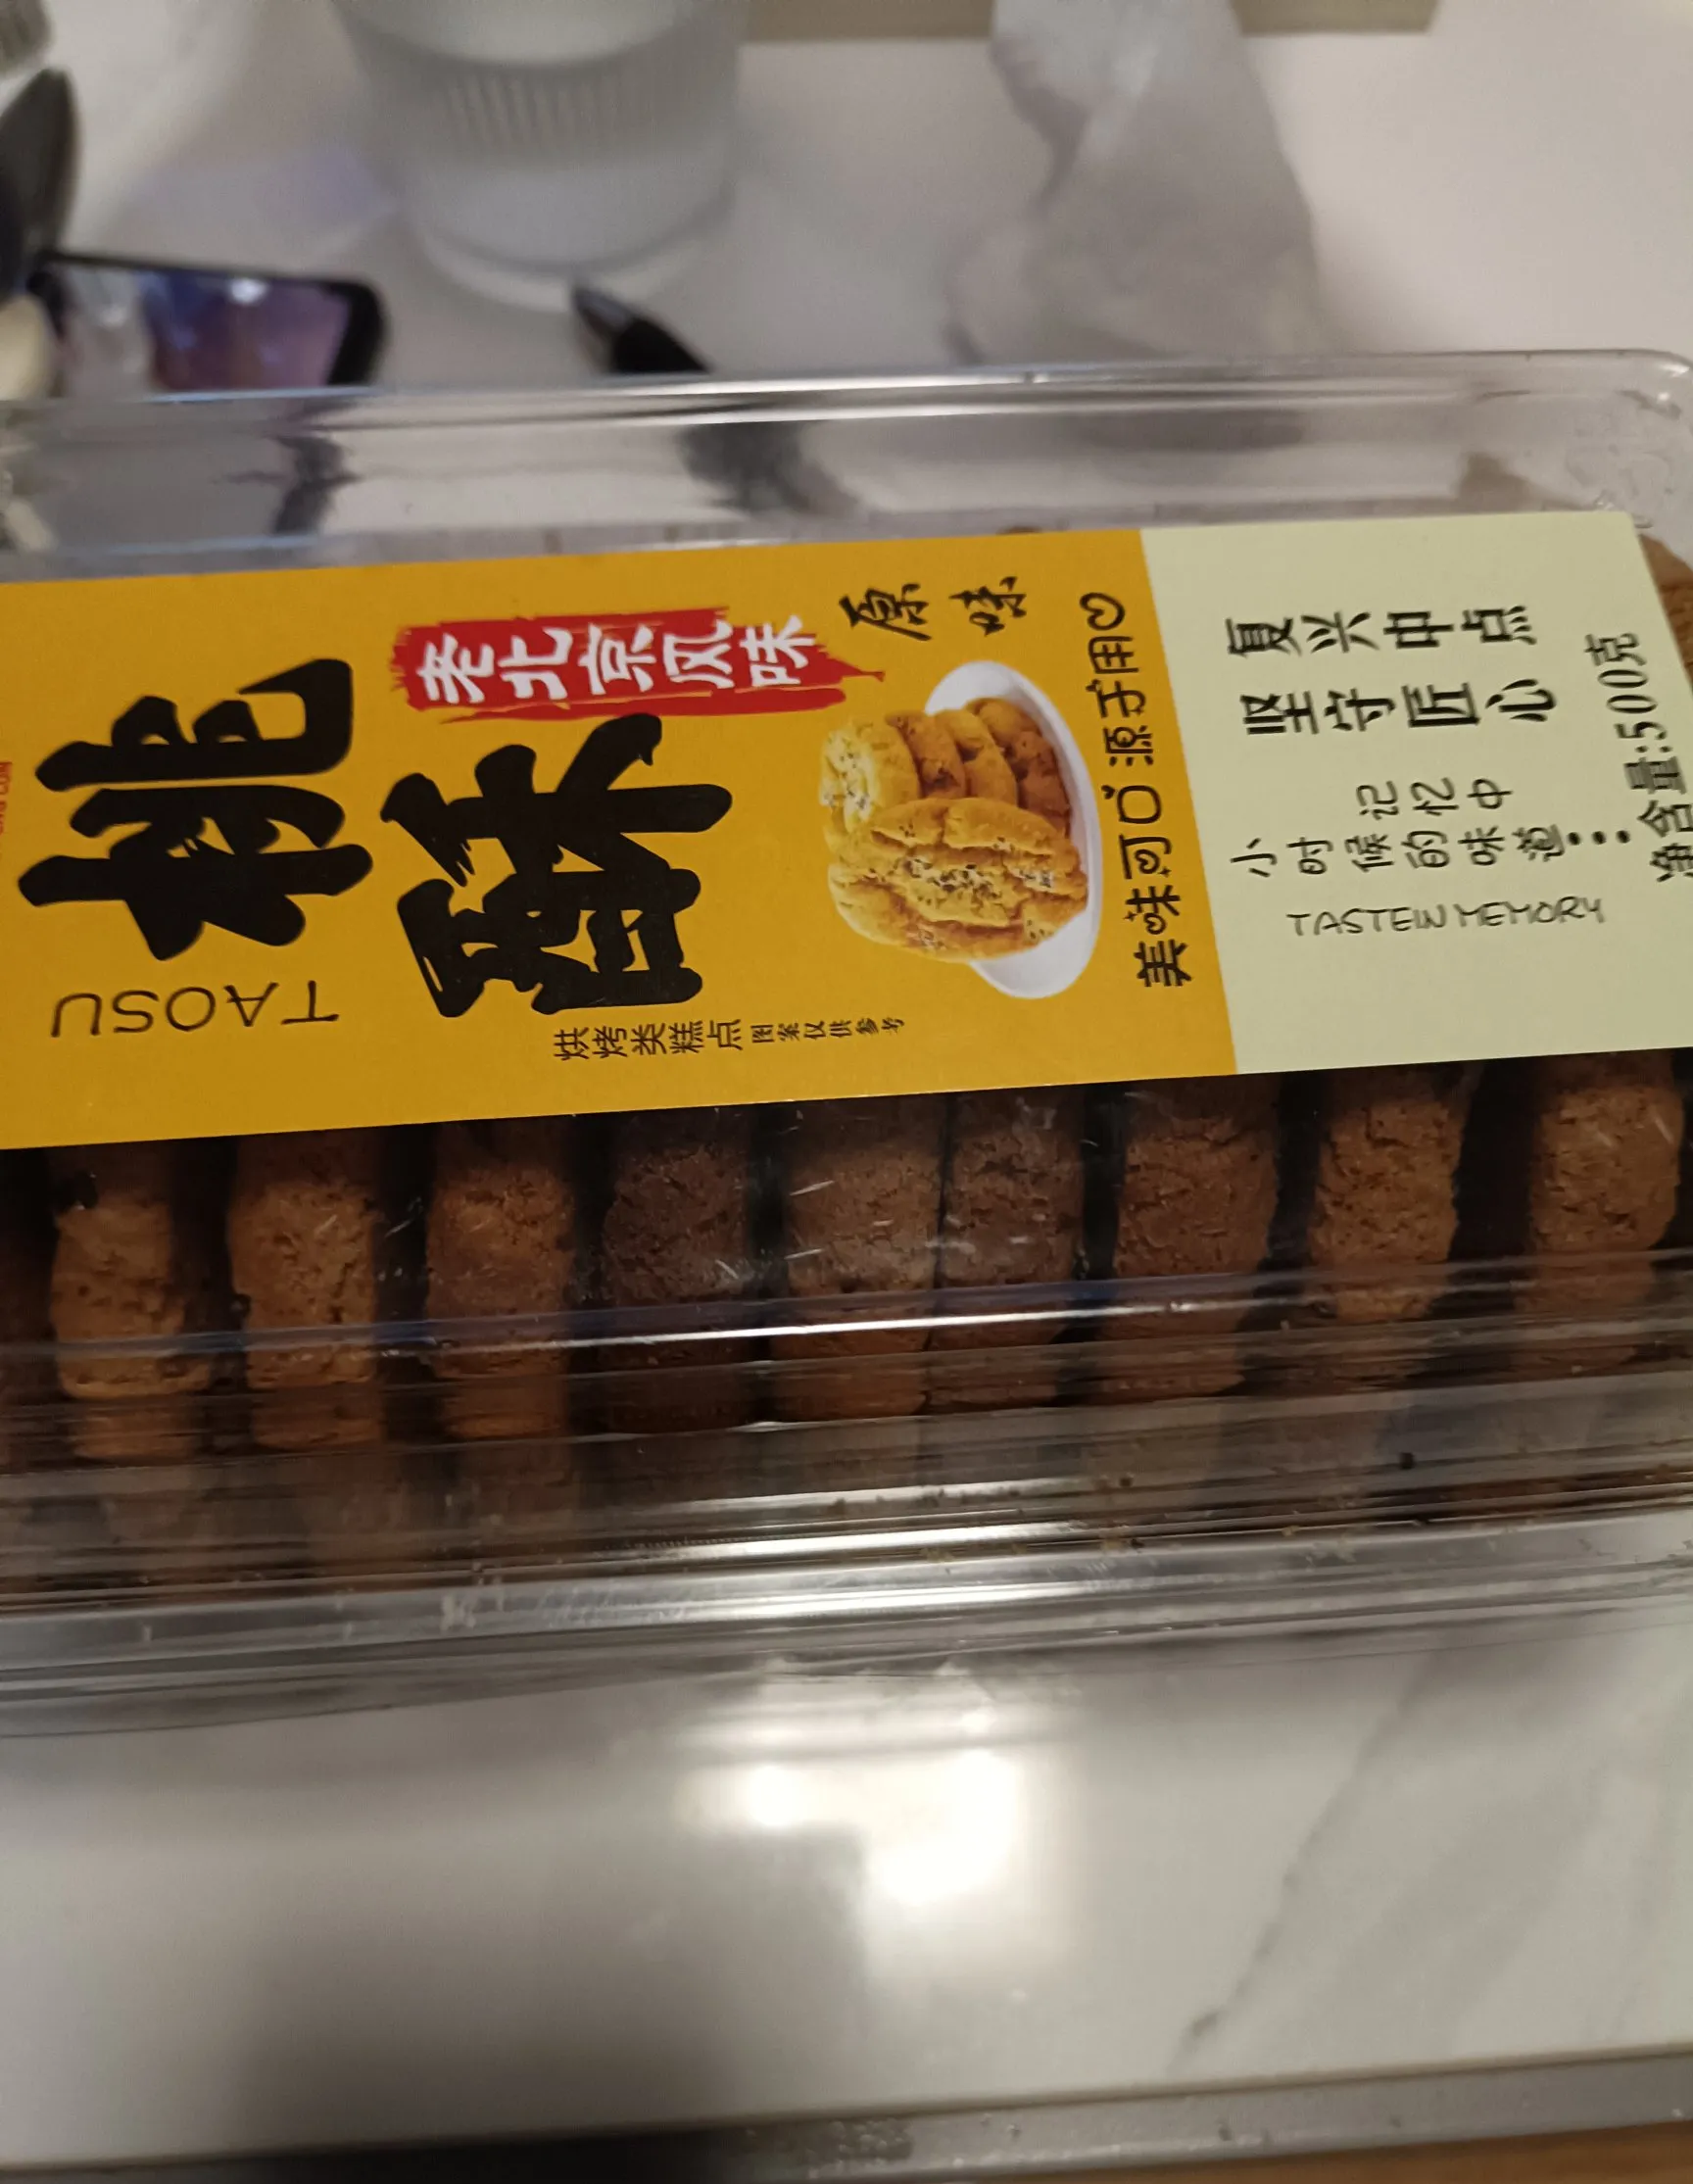 桃酥
TAOSU
老北京风味
原味
烘烤类糕点
图案仅供参考
美味可口 源于用心
复兴中点
坚守匠心
记忆中
小时候的味道...
TASTE IN MEMORY
净含量:500克